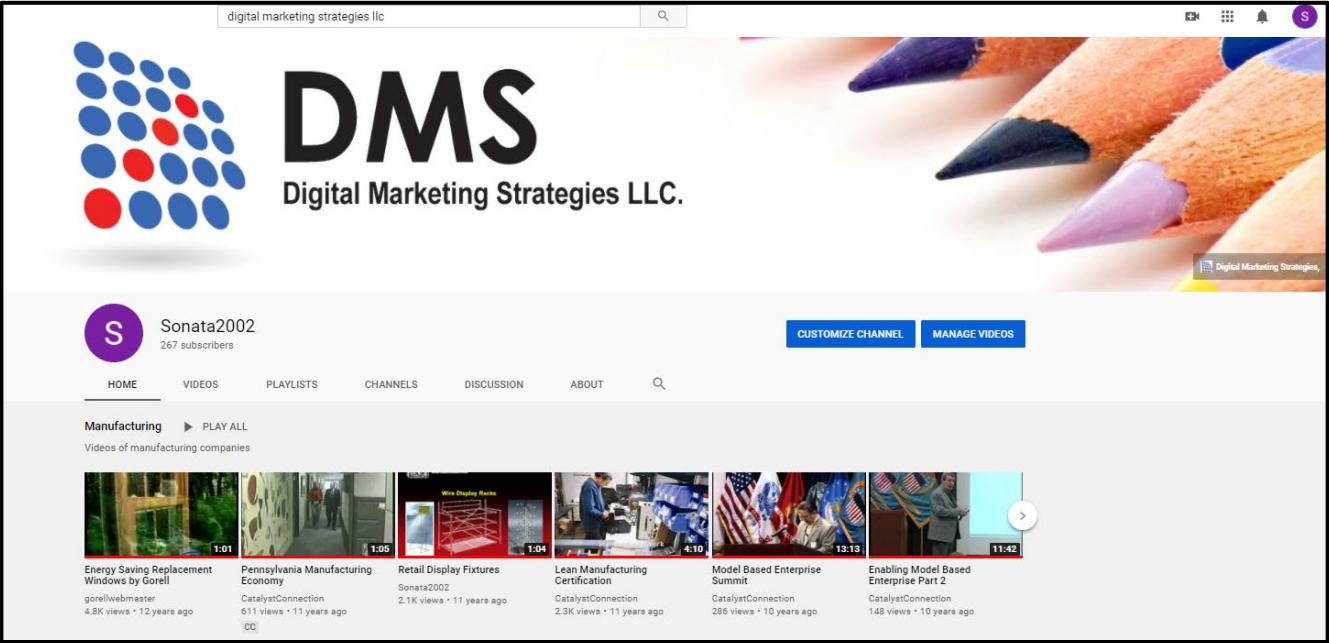 digital marketing strategies llc
S
DMS
Digital Marketing Strategies LLC.
Digital Marketing Strategies,
S
Sonata2002
267 subscribers
CUSTOMIZE CHANNEL
MANAGE VIDEOS
HOME VIDEOS PLAYLISTS CHANNELS DISCUSSION ABOUT
Manufacturing PLAY ALL
Videos of manufacturing companies
Wire Display Racks
1:01
1:05
1:04
4:10
13:13
11:42
Energy Saving Replacement
Windows by Gorell
gorellwebmaster
4.8K views • 12 years ago
Pennsylvania Manufacturing
Economy
CatalystConnection
611 views • 11 years ago
CC
Retail Display Fixtures
Sonata2002
2.1K views • 11 years ago
Lean Manufacturing
Certification
CatalystConnection
2.3K views • 11 years ago
Model Based Enterprise
Summit
CatalystConnection
286 views • 10 years ago
Enabling Model Based
Enterprise Part 2
CatalystConnection
148 views • 10 years ago